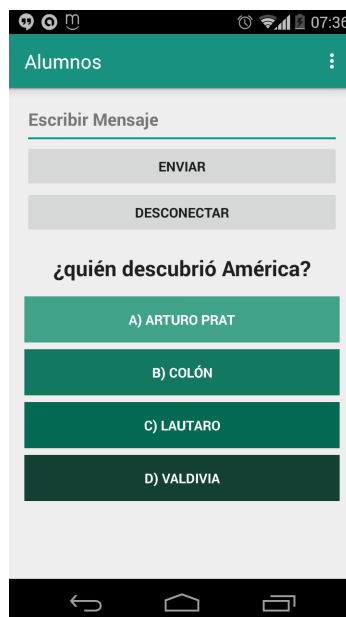 07:36
Alumnos
Escribir Mensaje
ENVIAR
DESCONECTAR
¿quién descubrió América?
A) ARTURO PRAT
B) COLÓN
C) LAUTARO
D) VALDIVIA